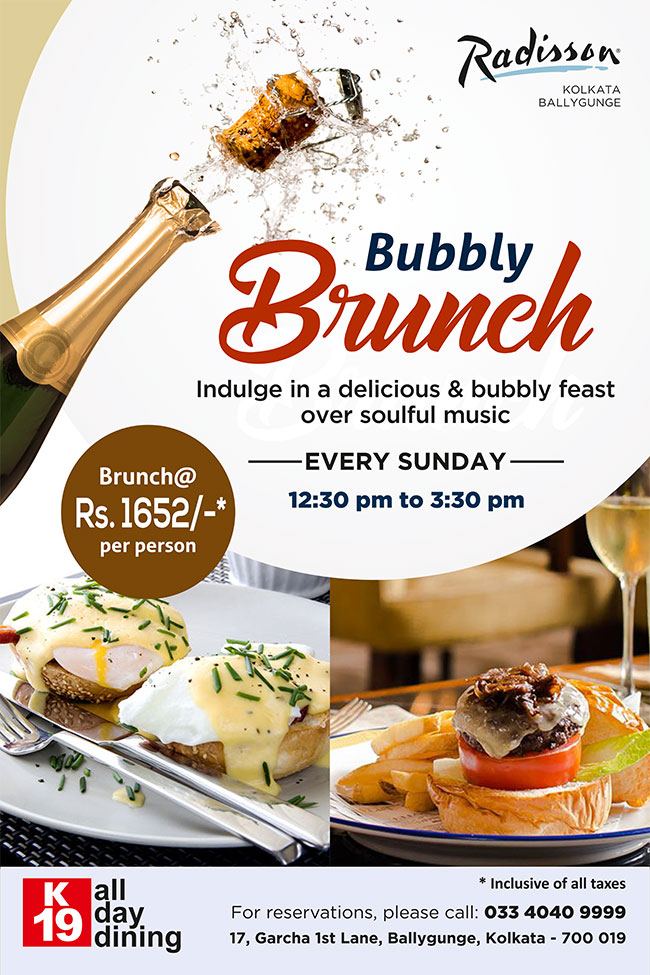 Radisson®
KOLKATA
BALLYGUNGE
Bubbly
Brunch
Indulge in a delicious & bubbly feast
over soulful music
EVERY SUNDAY
12:30 pm to 3:30 pm
Brunch@
Rs. 1652/-*
per person
K
19
all
day
dining
* Inclusive of all taxes
For reservations, please call: 033 4040 9999
17, Garcha 1st Lane, Ballygunge, Kolkata - 700 019